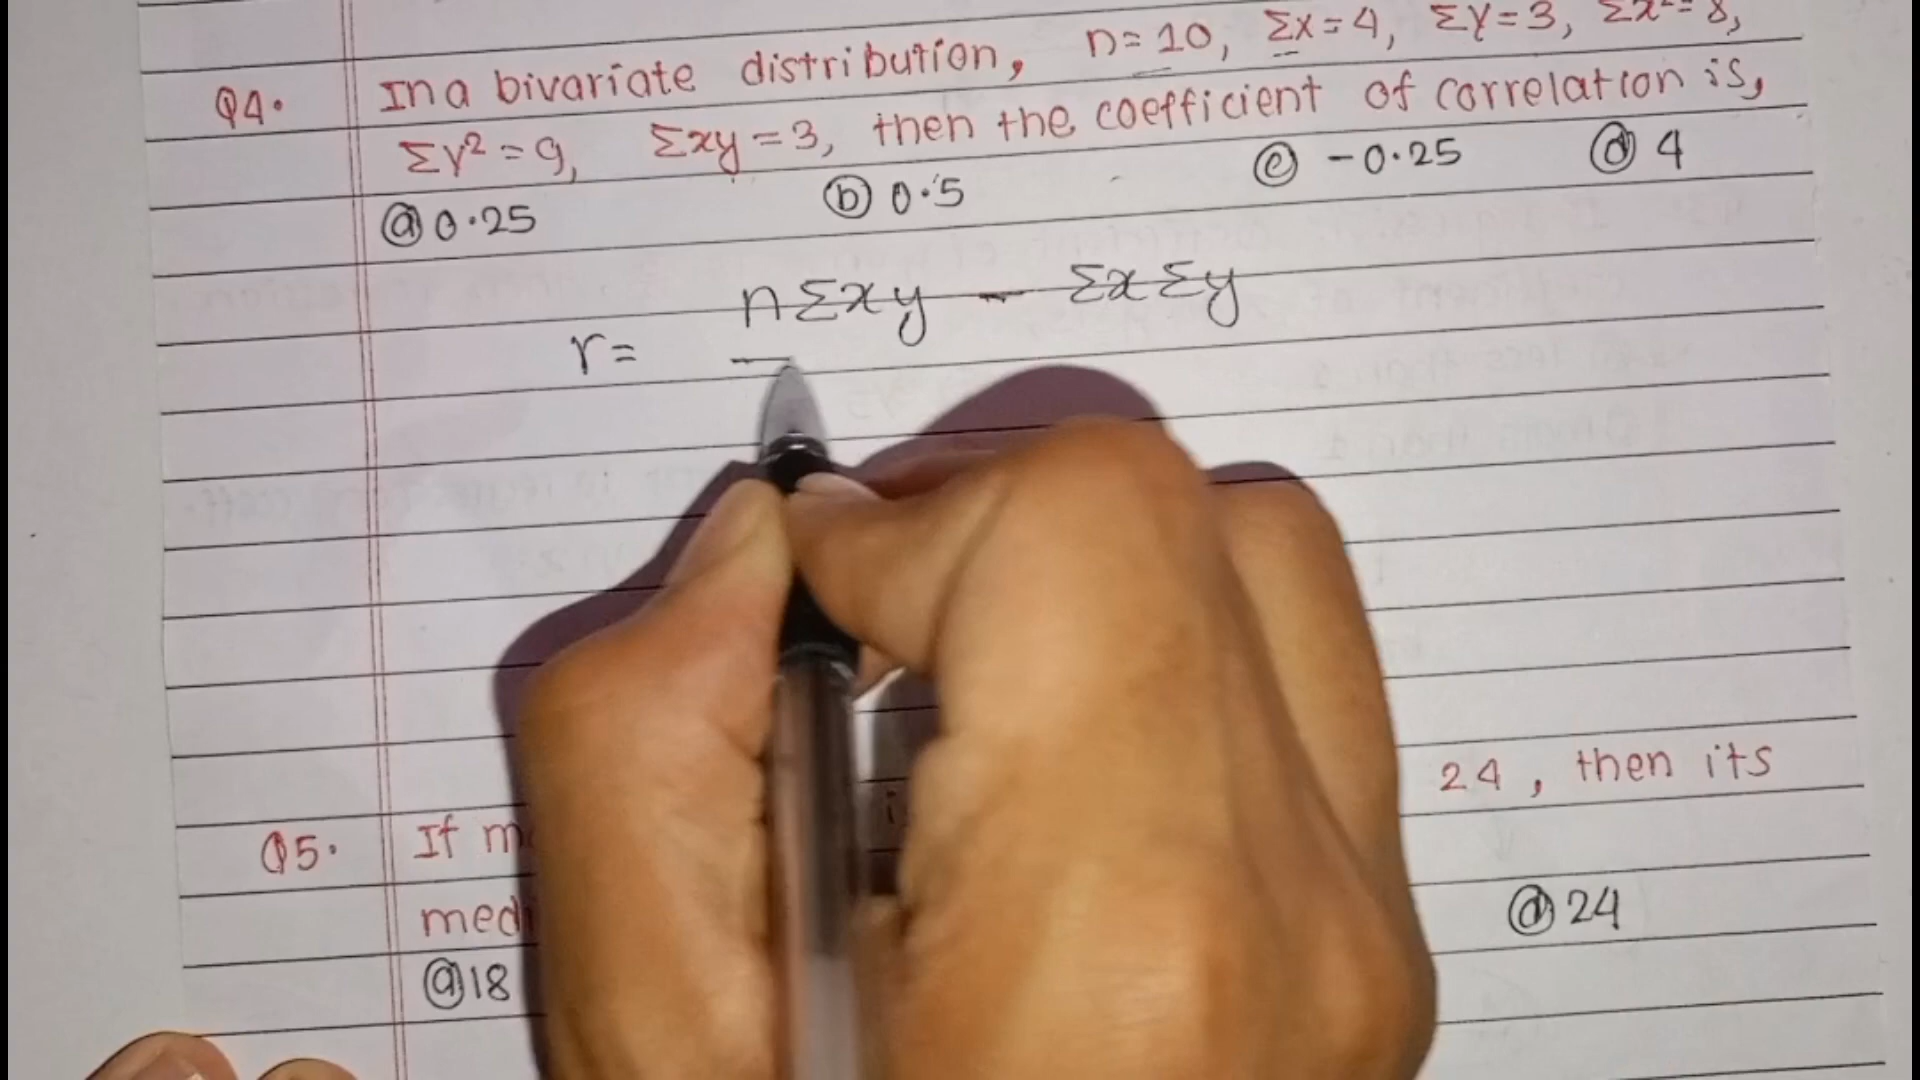 Q4. In a bivariate distribution, n=10, Σx=4, Σy=3, Σx²=8,
Σy²=9, Σxy=3, then the coefficient of correlation is,
ⓐ 0.25 ⓑ 0.5 ⓒ -0.25 ⓓ 4
nΣxy - ΣxΣy
r=
Q5. If 24, then its
ⓐ 18 ⓓ 24